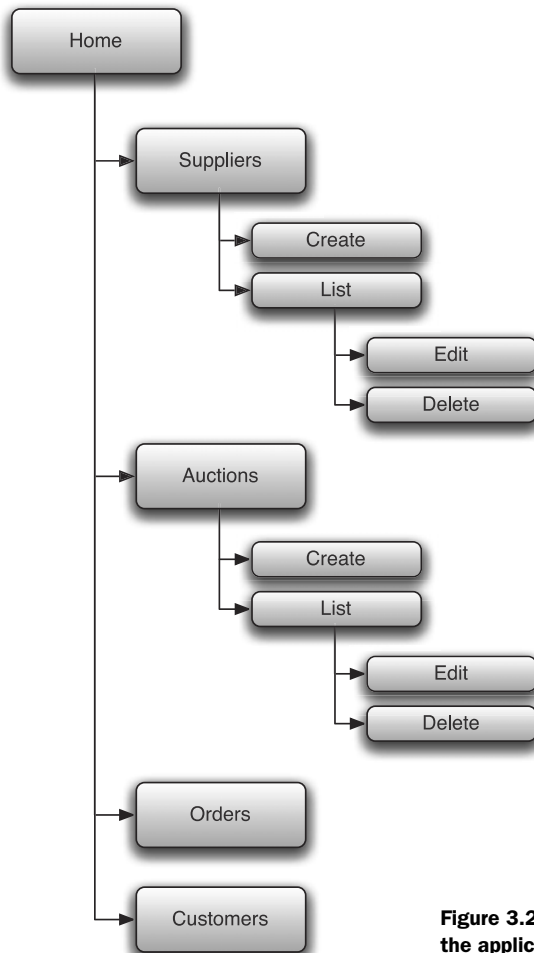 Home
Suppliers
Create
List
Edit
Delete
Auctions
Create
List
Edit
Delete
Orders
Customers
Figure 3.2
the applic